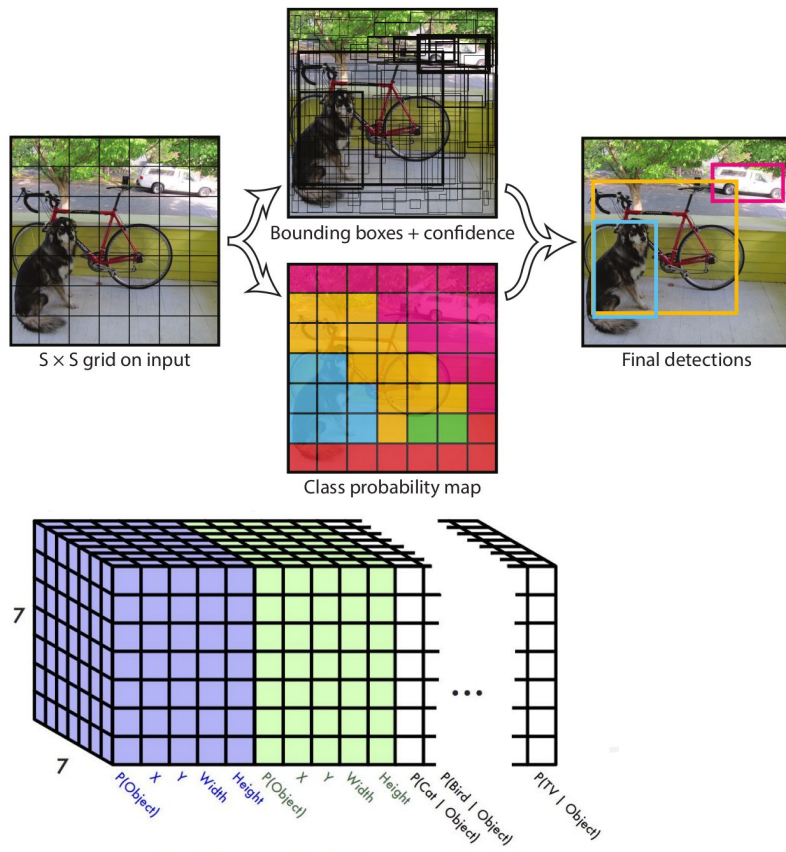 Bounding boxes + confidence
S × S grid on input
Final detections
Class probability map
7
7
P(Object)
X
Y
Width
Height
P(Object)
X
Y
Width
Height
P(Cat | Object)
P(Bird | Object)
...
P(TV | Object)